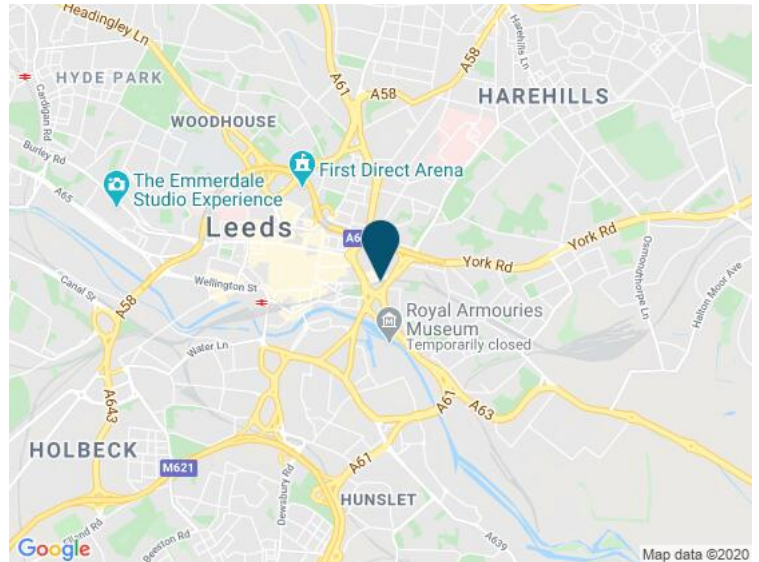 Headingley Ln
HYDE PARK
Cardigan Rd
Burley Rd
A65
WOODHOUSE
A61
A58
A58
Harehills Ln
HAREHILLS
First Direct Arena
The Emmerdale
Studio Experience
Leeds
A6
York Rd
York Rd
Osmondthorpe Ln
Halton Moor Ave
Wellington St
Canal St
A58
Royal Armouries
Museum
Temporarily closed
Water Ln
A643
A61
A63
HOLBECK
M621
A61
Dewsbury Rd
HUNSLET
Elland Rd
Beeston Rd
A639
Google
Map data ©2020